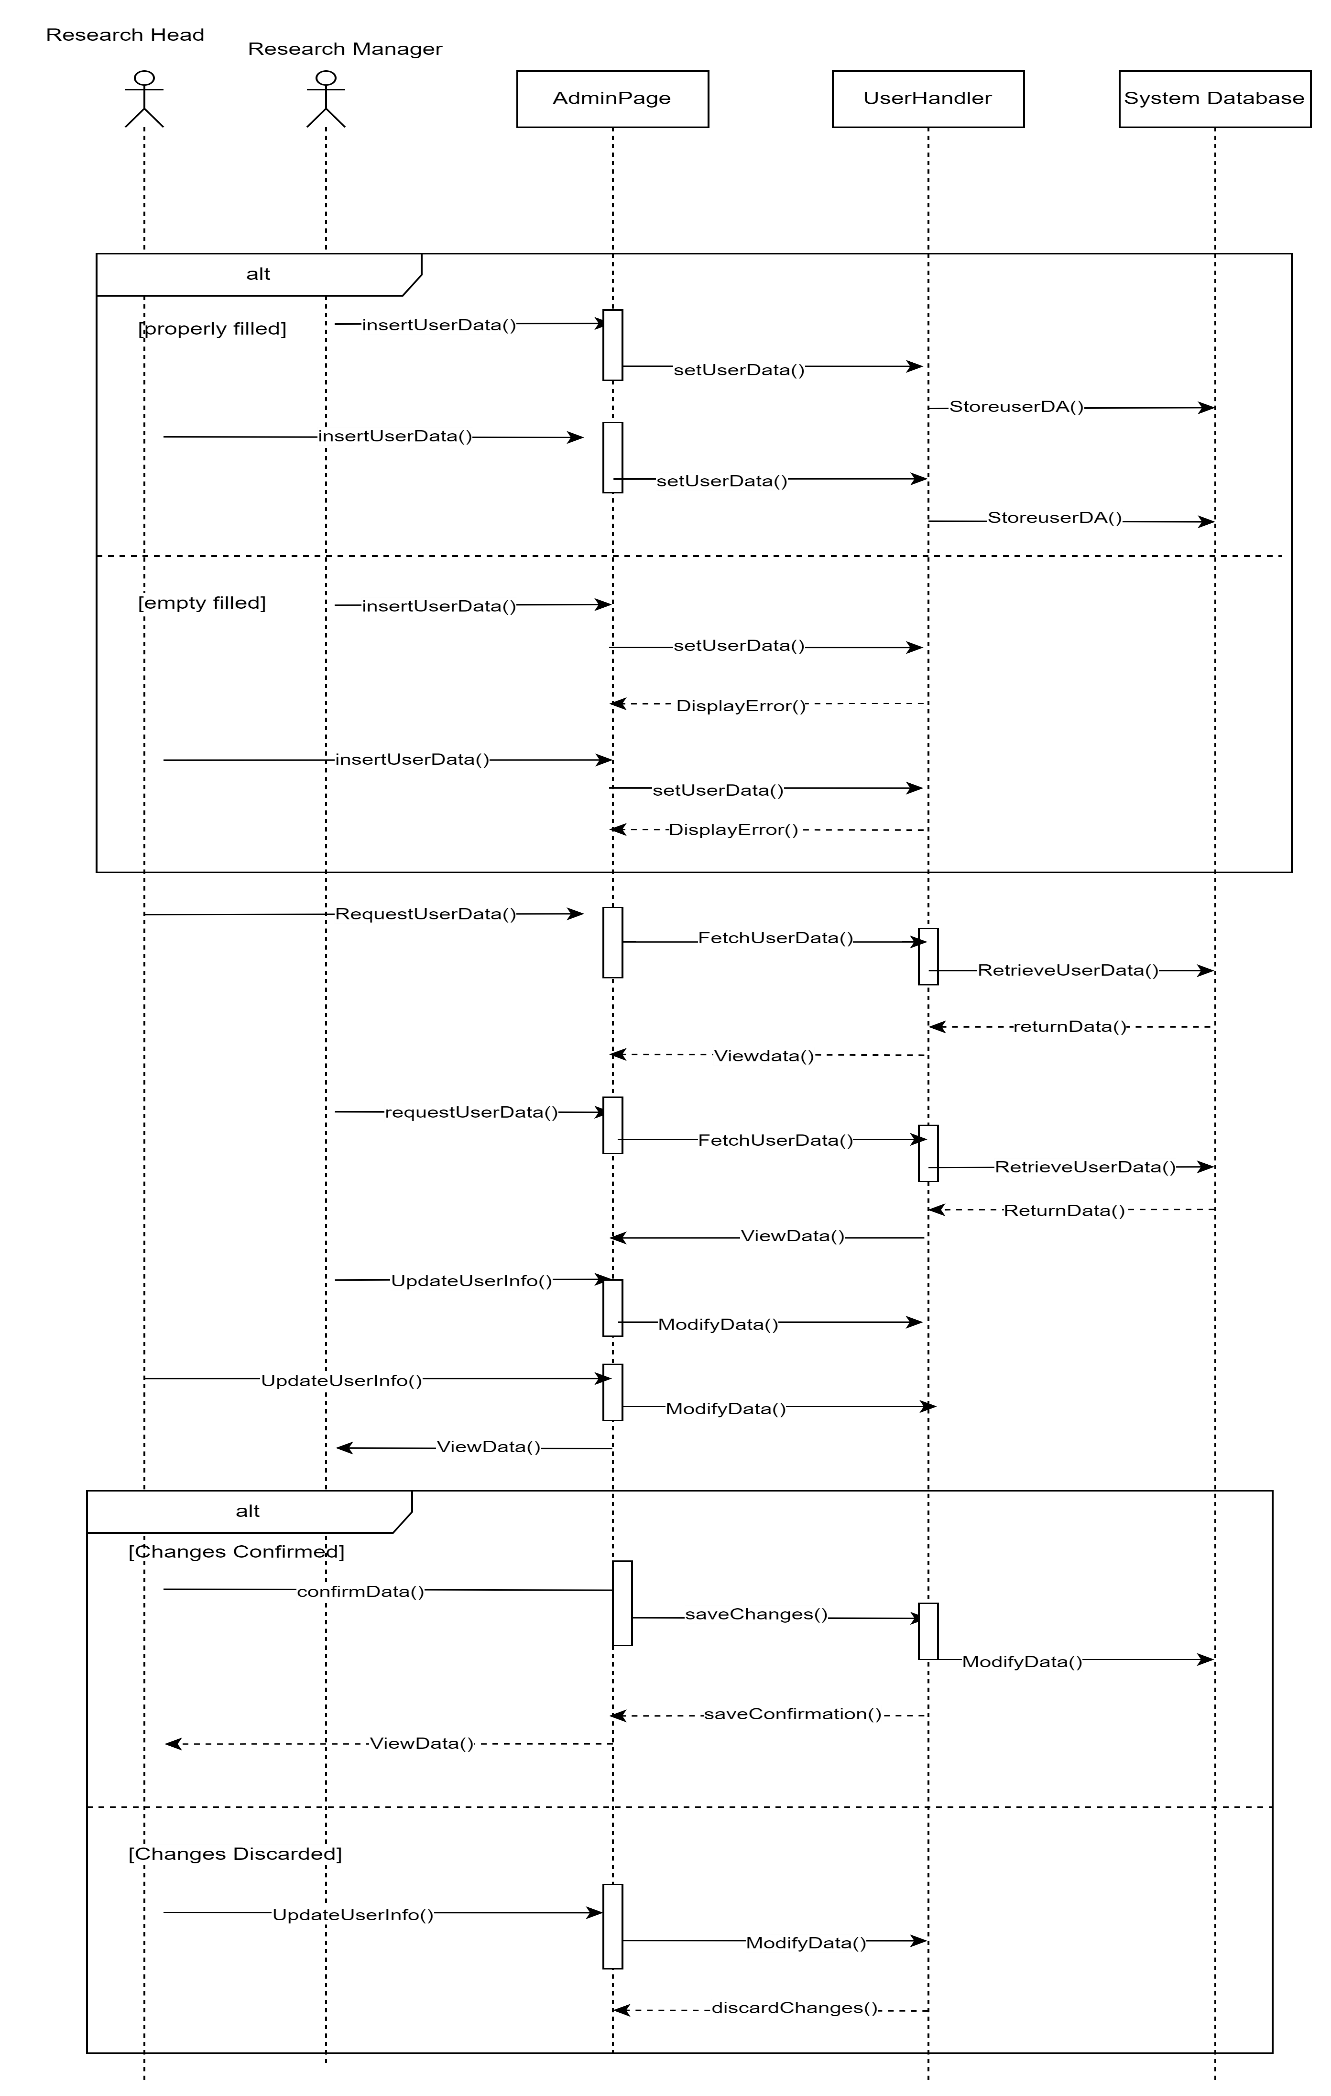 Research Head
Research Manager
AdminPage
UserHandler
System Database
alt
[properly filled]
insertUserData()
setUserData()
StoreuserDA()
insertUserData()
setUserData()
StoreuserDA()
[empty filled]
insertUserData()
setUserData()
DisplayError()
insertUserData()
setUserData()
DisplayError()
RequestUserData()
FetchUserData()
RetrieveUserData()
returnData()
Viewdata()
requestUserData()
FetchUserData()
RetrieveUserData()
ReturnData()
ViewData()
UpdateUserInfo()
ModifyData()
UpdateUserInfo()
ModifyData()
ViewData()
alt
[Changes Confirmed]
confirmData()
saveChanges()
ModifyData()
saveConfirmation()
ViewData()
[Changes Discarded]
UpdateUserInfo()
ModifyData()
discardChanges()